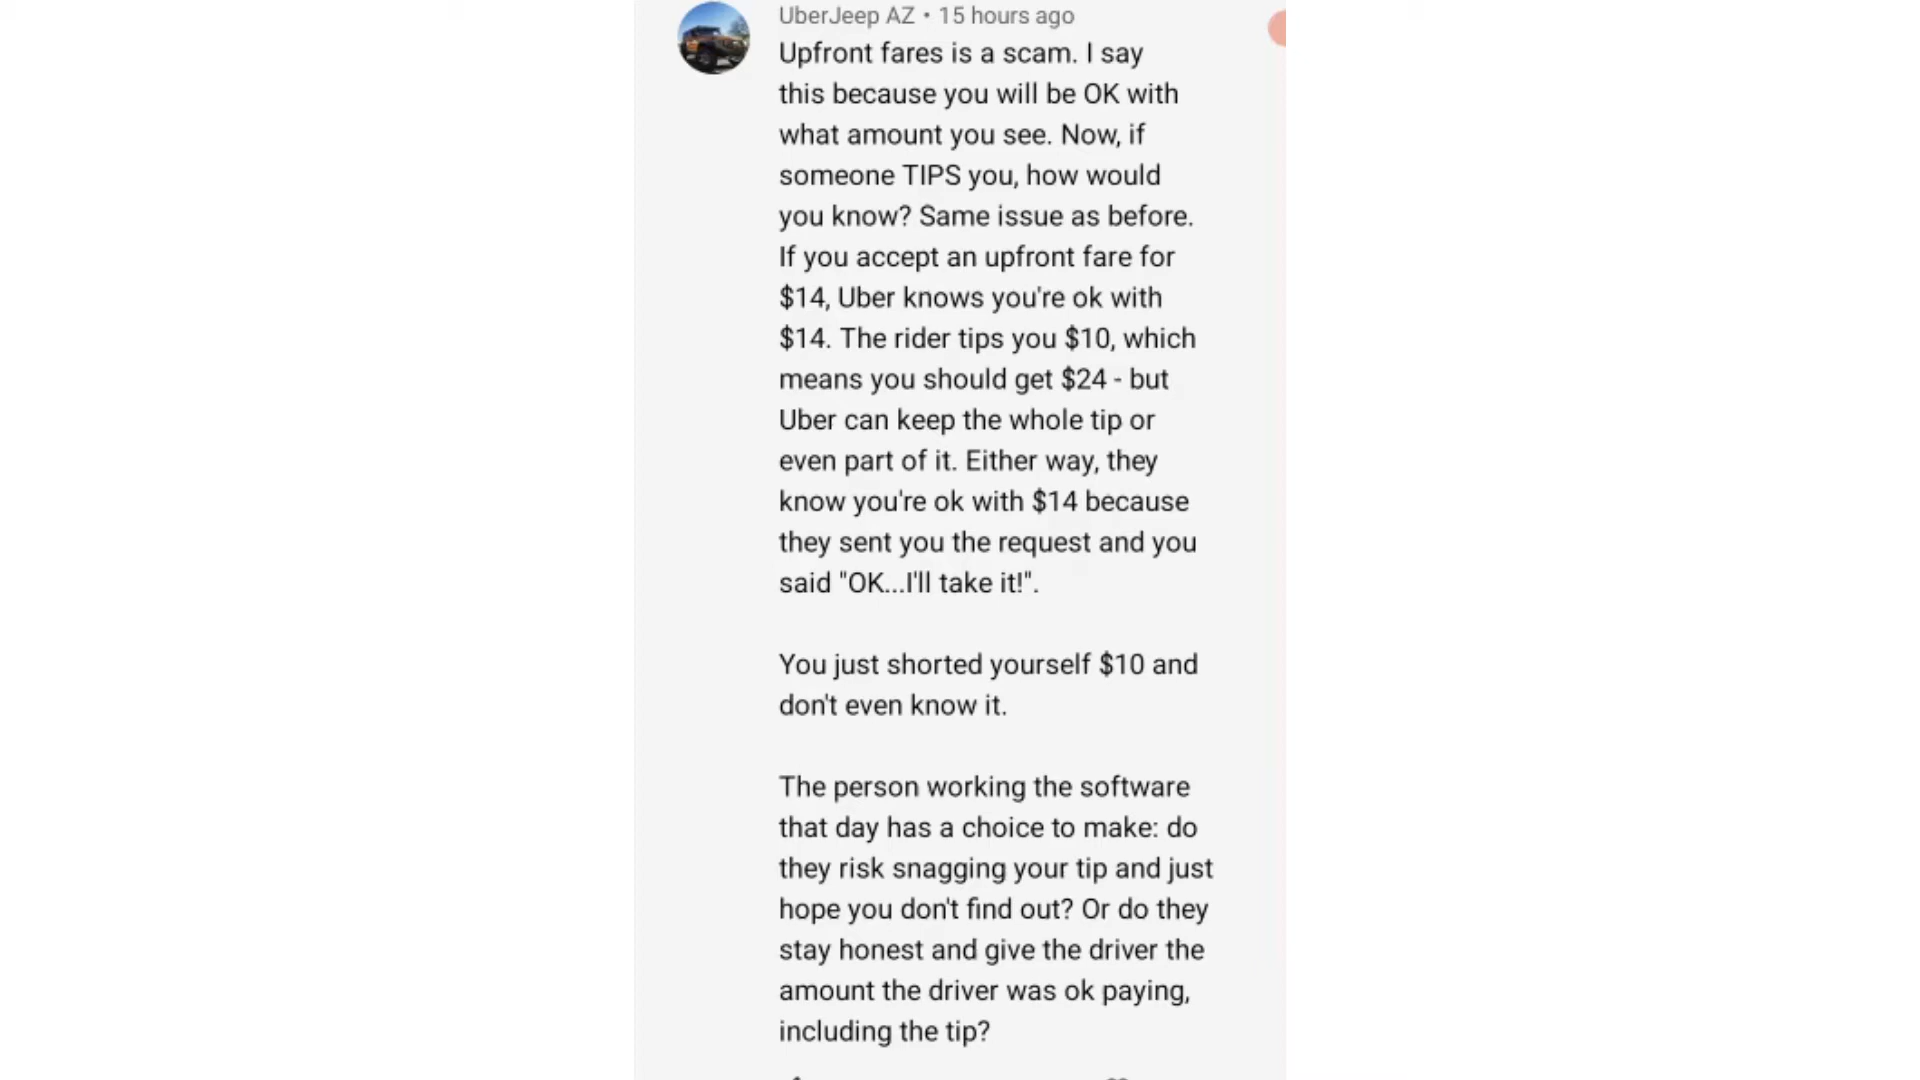 UberJeep AZ • 15 hours ago
Upfront fares is a scam. I say
this because you will be OK with
what amount you see. Now, if
someone TIPS you, how would
you know? Same issue as before.
If you accept an upfront fare for
$14, Uber knows you're ok with
$14. The rider tips you $10, which
means you should get $24 - but
Uber can keep the whole tip or
even part of it. Either way, they
know you're ok with $14 because
they sent you the request and you
said "OK...I'll take it!".
You just shorted yourself $10 and
don't even know it.
The person working the software
that day has a choice to make: do
they risk snagging your tip and just
hope you don't find out? Or do they
stay honest and give the driver the
amount the driver was ok paying,
including the tip?